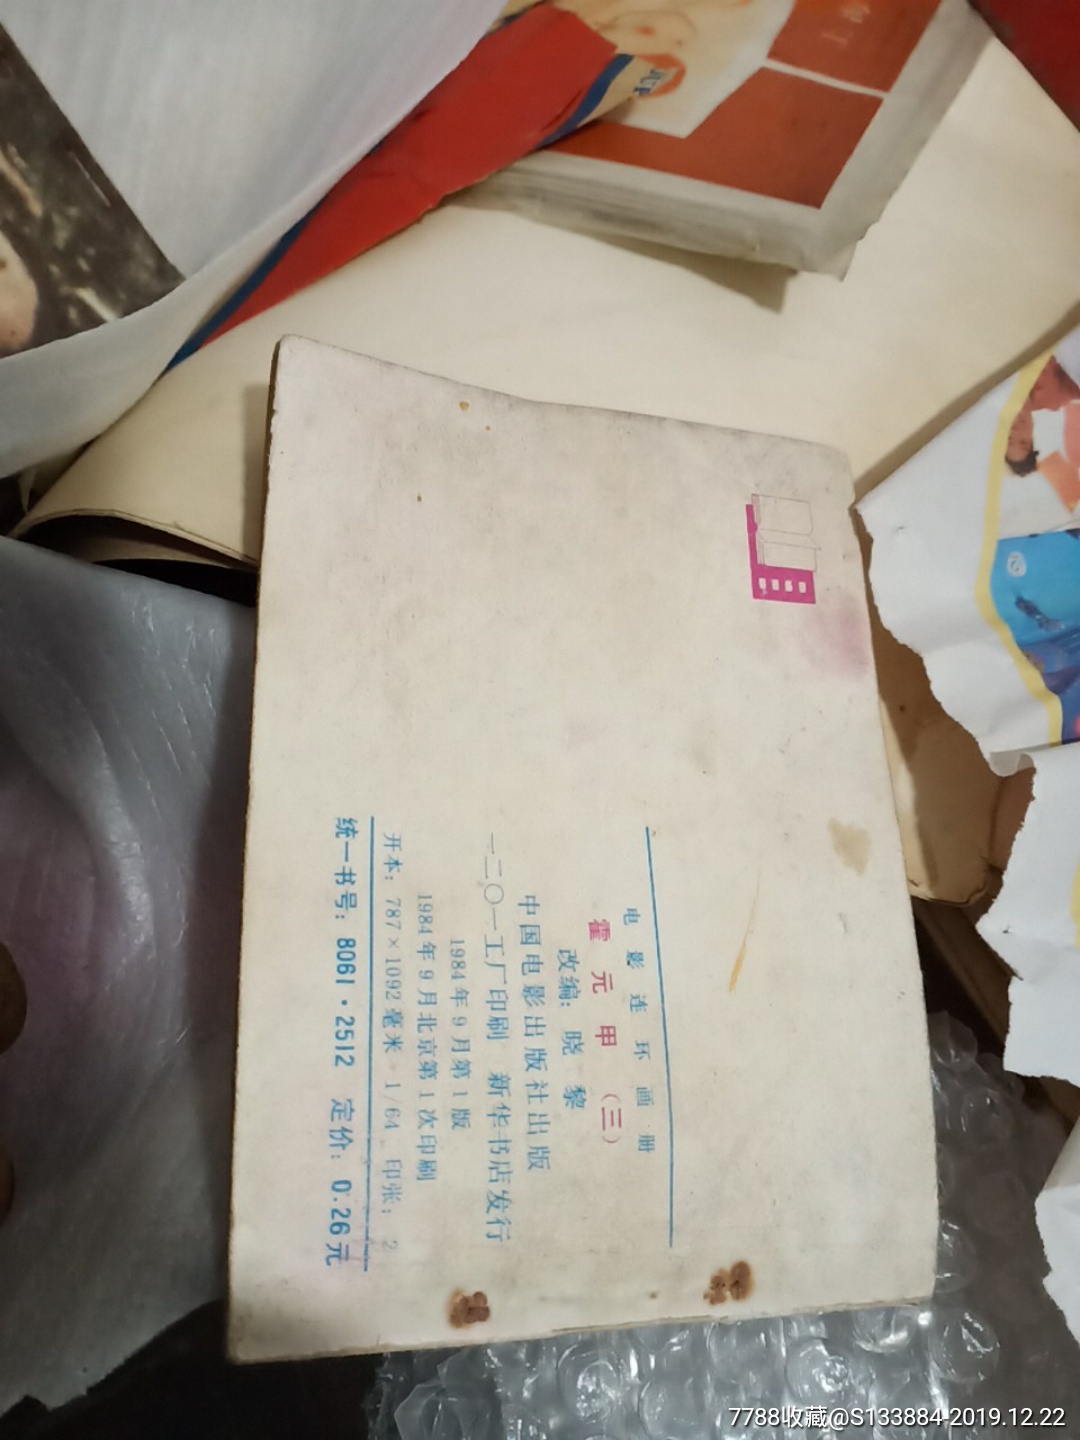 电影连环画册
霍元甲（三）
改编：晓黎
中国电影出版社出版
一二〇一工厂印刷 新华书店发行
1984年9月第1版
1984年9月北京第1次印刷
开本：787×1092毫米 1/64 印张：2
统一书号：8061·2512 定价：0.26元
7788收藏@S133884-2019.12.22